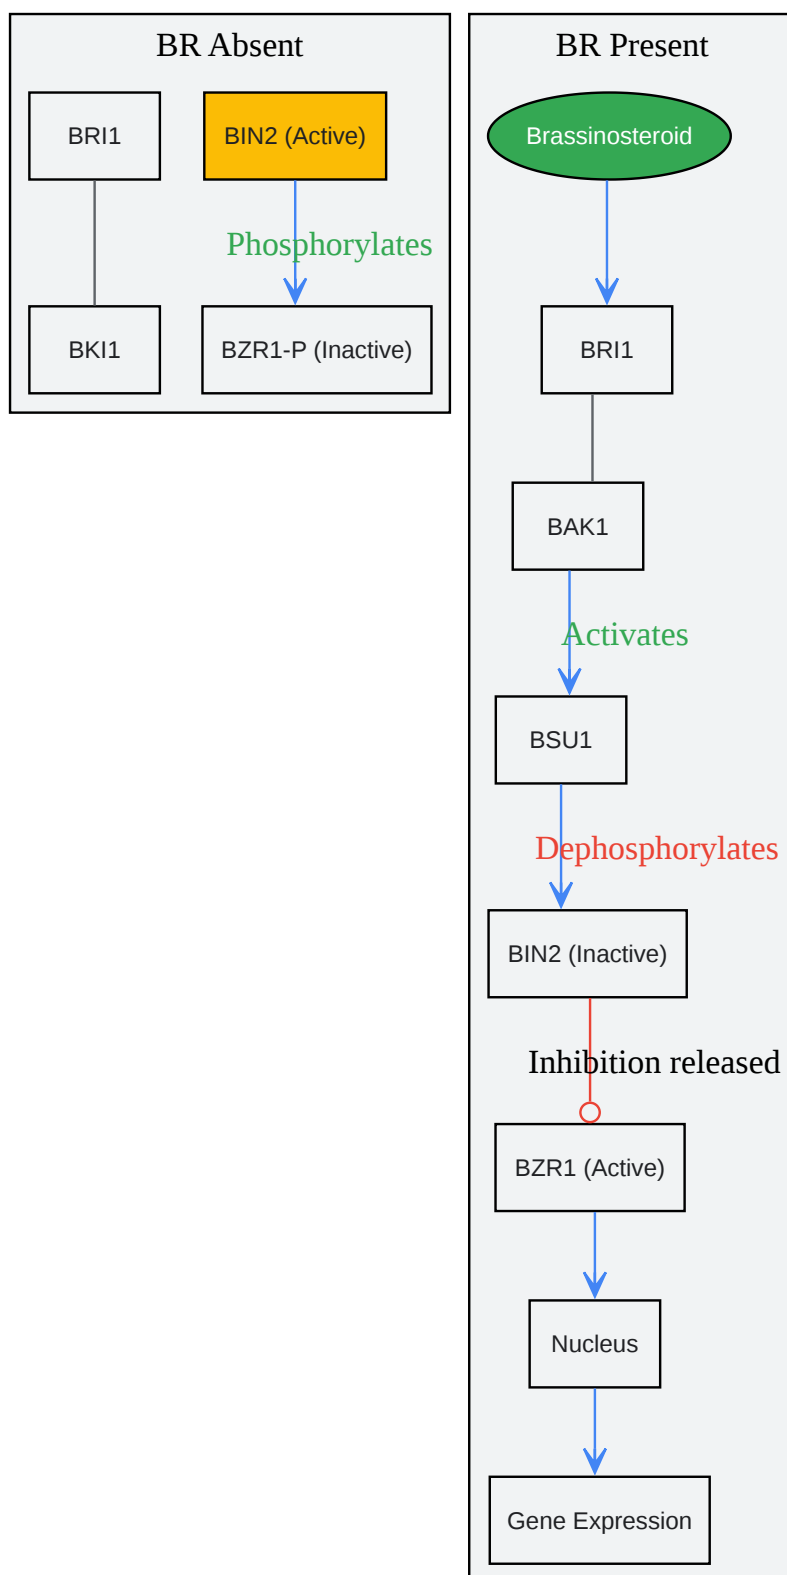 BR Absent
BRI1
BIN2 (Active)
Phosphorylates
BKI1
BZR1-P (Inactive)
BR Present
Brassinosteroid
BRI1
BAK1
Activates
BSU1
Dephosphorylates
BIN2 (Inactive)
Inhibition released
BZR1 (Active)
Nucleus
Gene Expression